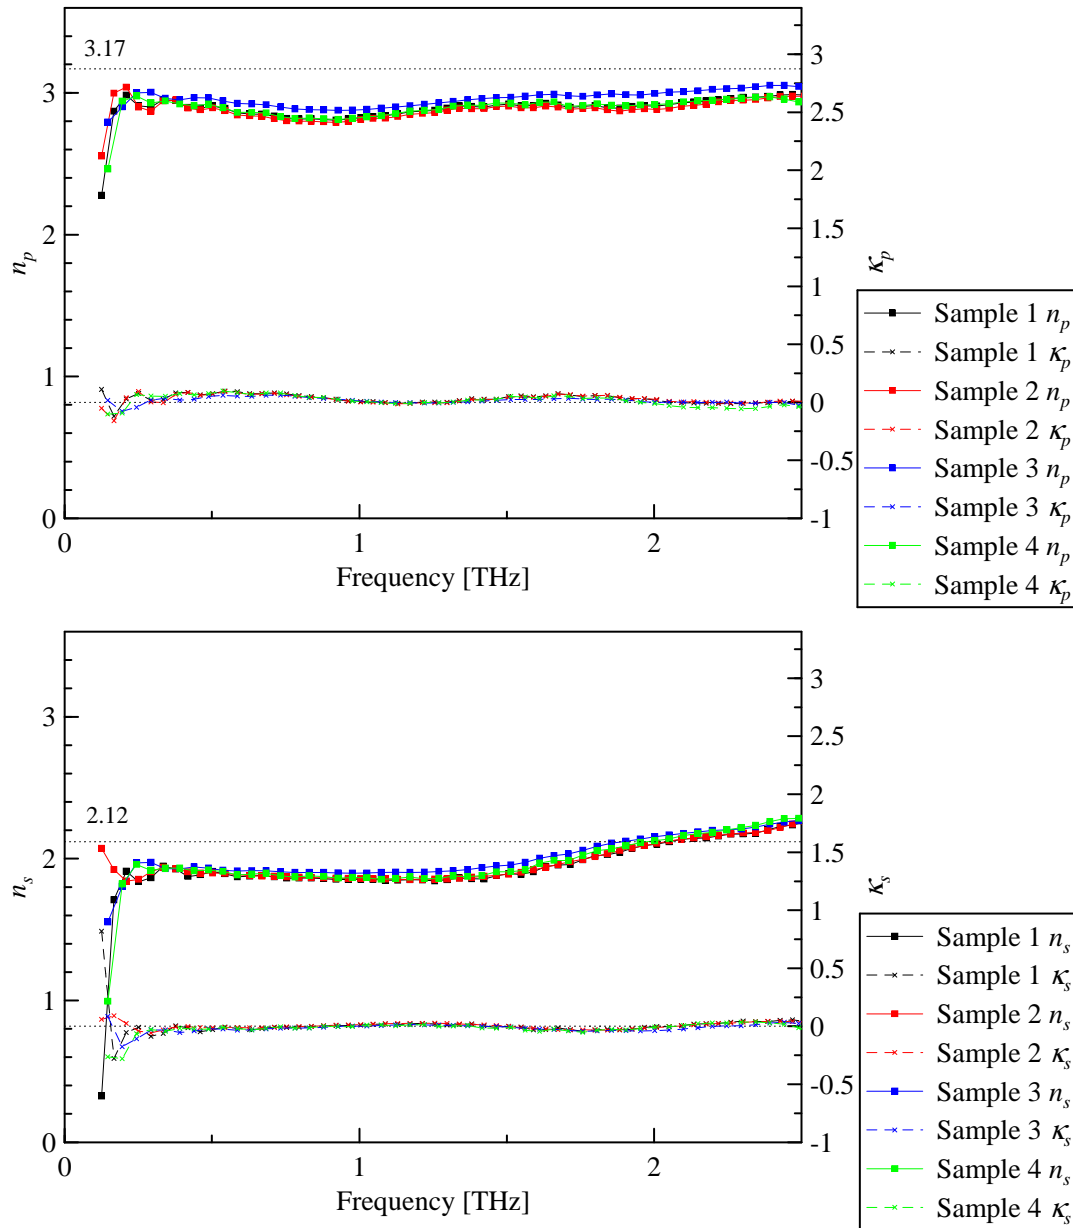 3.17
3
2
1
0
n_p
3
2.5
2
1.5
1
0.5
0
-0.5
-1
κ_p
0
1
2
Frequency [THz]
Sample 1 n_p
Sample 1 κ_p
Sample 2 n_p
Sample 2 κ_p
Sample 3 n_p
Sample 3 κ_p
Sample 4 n_p
Sample 4 κ_p
2.12
3
2
1
0
n_s
3
2.5
2
1.5
1
0.5
0
-0.5
-1
κ_s
0
1
2
Frequency [THz]
Sample 1 n_s
Sample 1 κ_s
Sample 2 n_s
Sample 2 κ_s
Sample 3 n_s
Sample 3 κ_s
Sample 4 n_s
Sample 4 κ_s